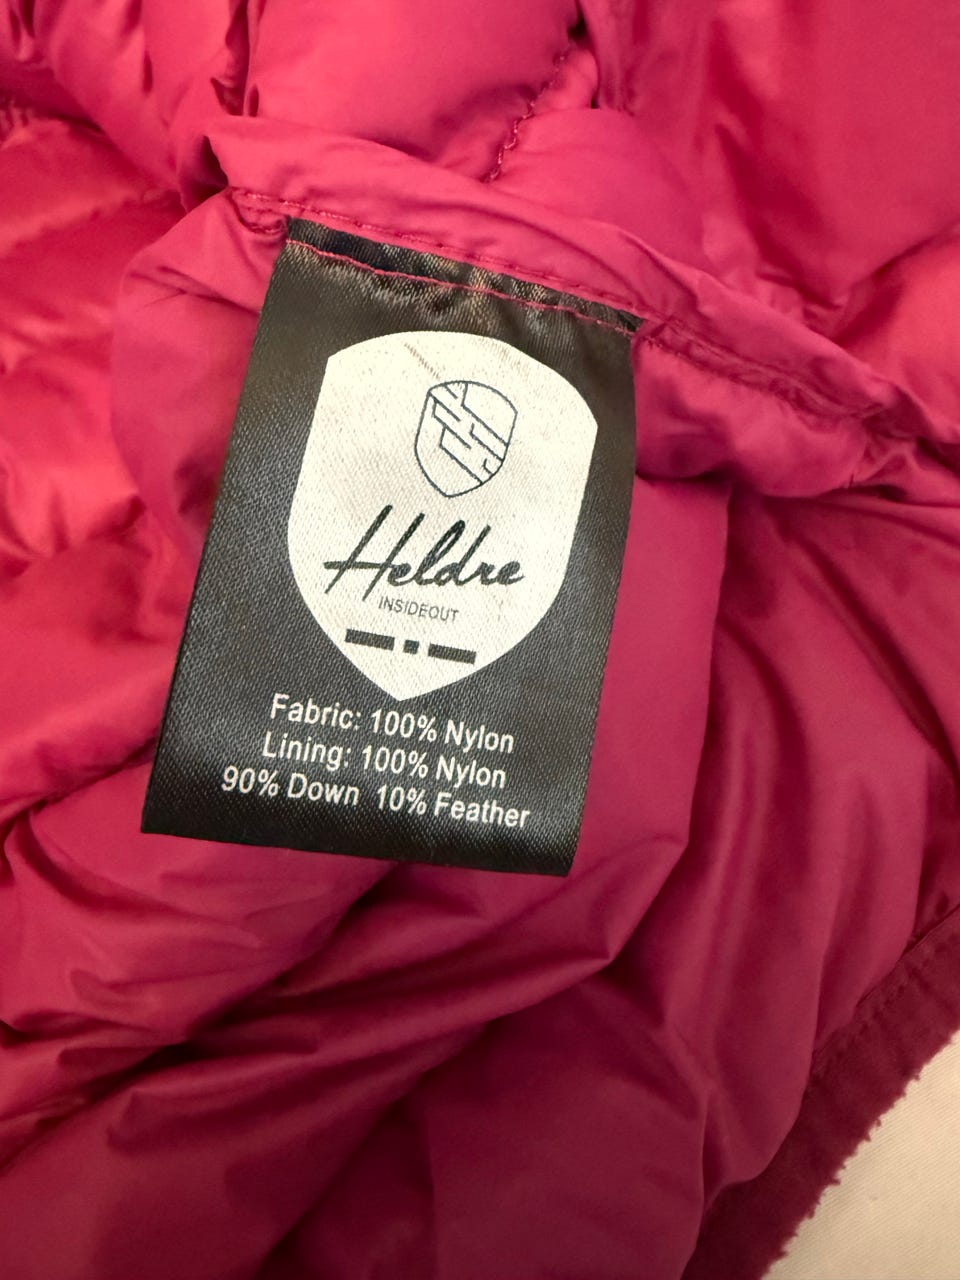 Heldre
INSIDEOUT
Fabric: 100% Nylon
Lining: 100% Nylon
90% Down 10% Feather